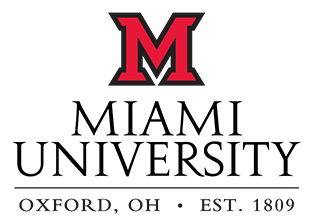 M
MIAMI
UNIVERSITY
OXFORD, OH • EST. 1809